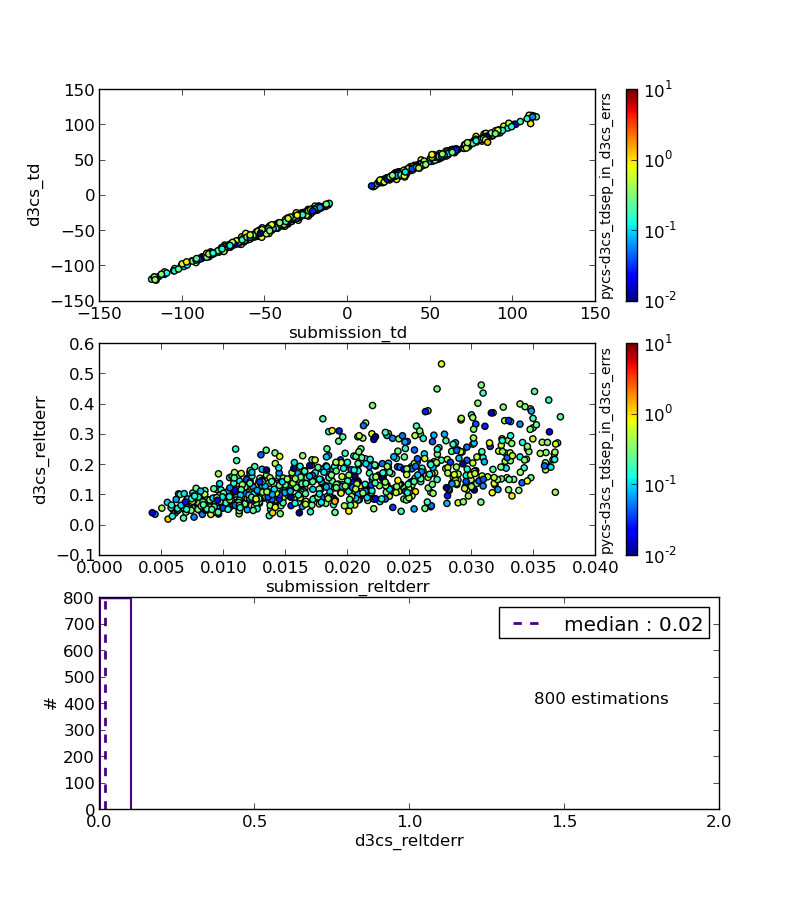 150
100
50
0
−50
−100
−150
d3cs_td
−150 −100 −50 0 50 100 150
submission_td
10^1
10^0
10^-1
10^-2
pycs-d3cs_tdsep_in_d3cs_errs
0.6
0.5
0.4
0.3
0.2
0.1
0.0
−0.1
d3cs_reltderr
0.000 0.005 0.010 0.015 0.020 0.025 0.030 0.035 0.040
submission_reltderr
10^1
10^0
10^-1
10^-2
pycs-d3cs_tdsep_in_d3cs_errs
800
700
600
500
400
300
200
100
0
#
median : 0.02
800 estimations
0.0 0.5 1.0 1.5 2.0
d3cs_reltderr